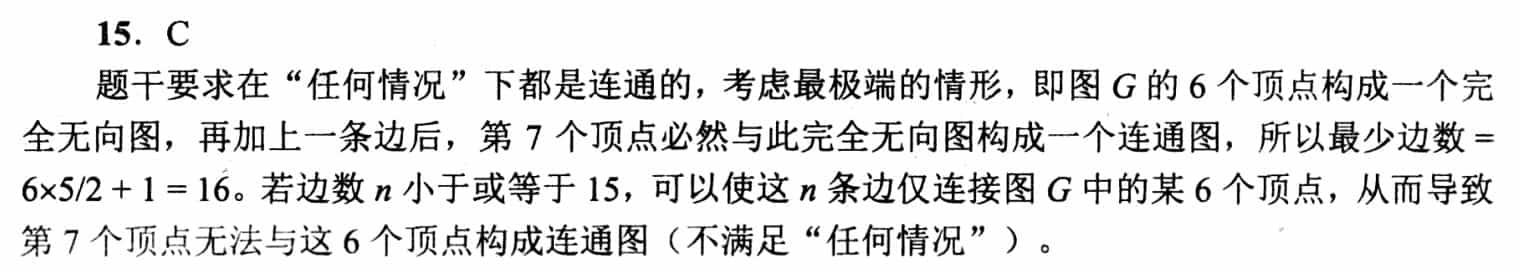 15. C
题干要求在“任何情况”下都是连通的，考虑最极端的情形，即图 G 的 6 个顶点构成一个完
全无向图，再加上一条边后，第 7 个顶点必然与此完全无向图构成一个连通图，所以最少边数 =
6×5/2 + 1 = 16。若边数 n 小于或等于 15，可以使这 n 条边仅连接图 G 中的某 6 个顶点，从而导致
第 7 个顶点无法与这 6 个顶点构成连通图（不满足“任何情况”）。